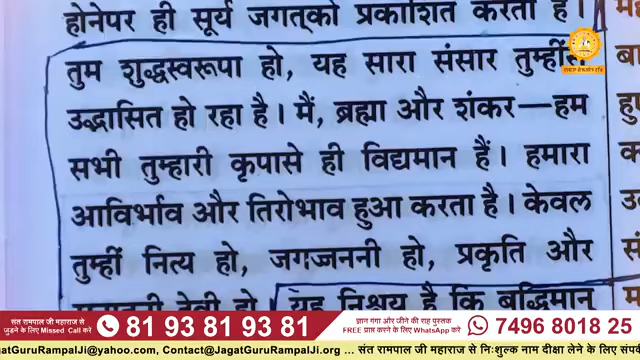 होनेपर ही सूर्य जगत्‌को प्रकाशित करता है।
तुम शुद्धस्वरूपा हो, यह सारा संसार तुम्हींसे
उद्भासित हो रहा है। मैं, ब्रह्मा और शंकर—हम
सभी तुम्हारी कृपासे ही विद्यमान हैं। हमारा
आविर्भाव और तिरोभाव हुआ करता है। केवल
तुम्हीं नित्य हो, जगज्जननी हो, प्रकृति और
देवी हो। यह निश्चय है कि बुद्धिमान्
संत रामपाल जी महाराज से
जुड़ने के लिए Missed Call करें
81 93 81 93 81
ज्ञान गंगा और जीने की राह पुस्तक
FREE प्राप्त करने के लिए WhatsApp करें
7496 8018 25
atGuruRampalJi@yahoo.com, Contact@JagatGuruRampalJi.org ... संत रामपाल जी महाराज से निःशुल्क नाम दीक्षा लेने के लिए